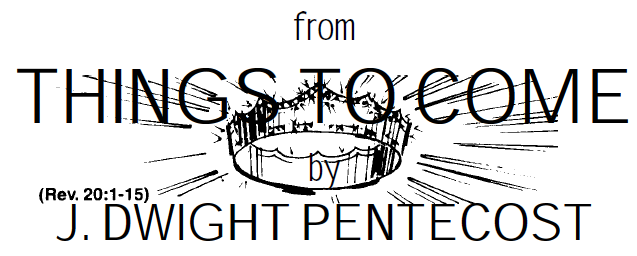 from
THINGS TO COME
by
(Rev. 20:1-15)
J. DWIGHT PENTECOST